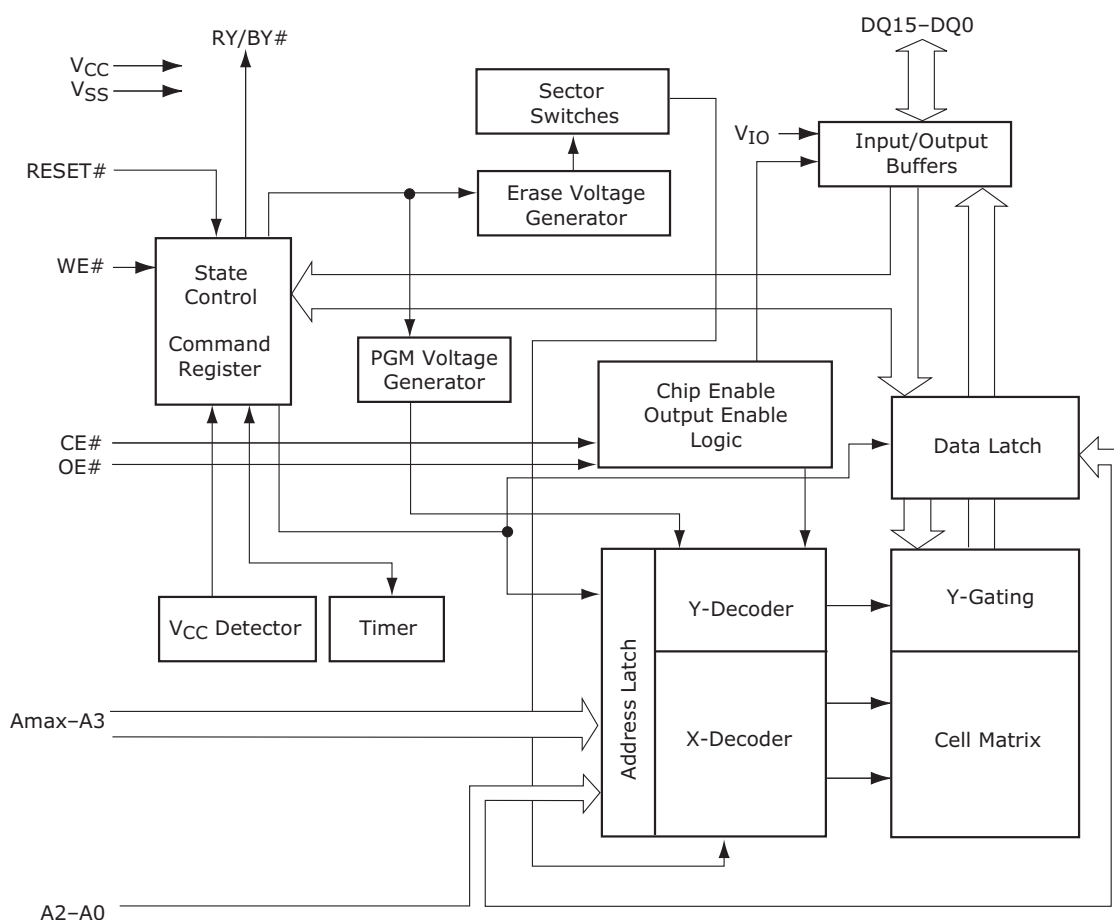 RY/BY#
DQ15–DQ0
VCC
VSS
Sector
Switches
VIO
Input/Output
Buffers
RESET#
Erase Voltage
Generator
WE#
State
Control
Command
Register
PGM Voltage
Generator
Chip Enable
Output Enable
Logic
CE#
OE#
Data Latch
Y-Decoder
Y-Gating
VCC Detector
Timer
Address Latch
Amax–A3
X-Decoder
Cell Matrix
A2–A0